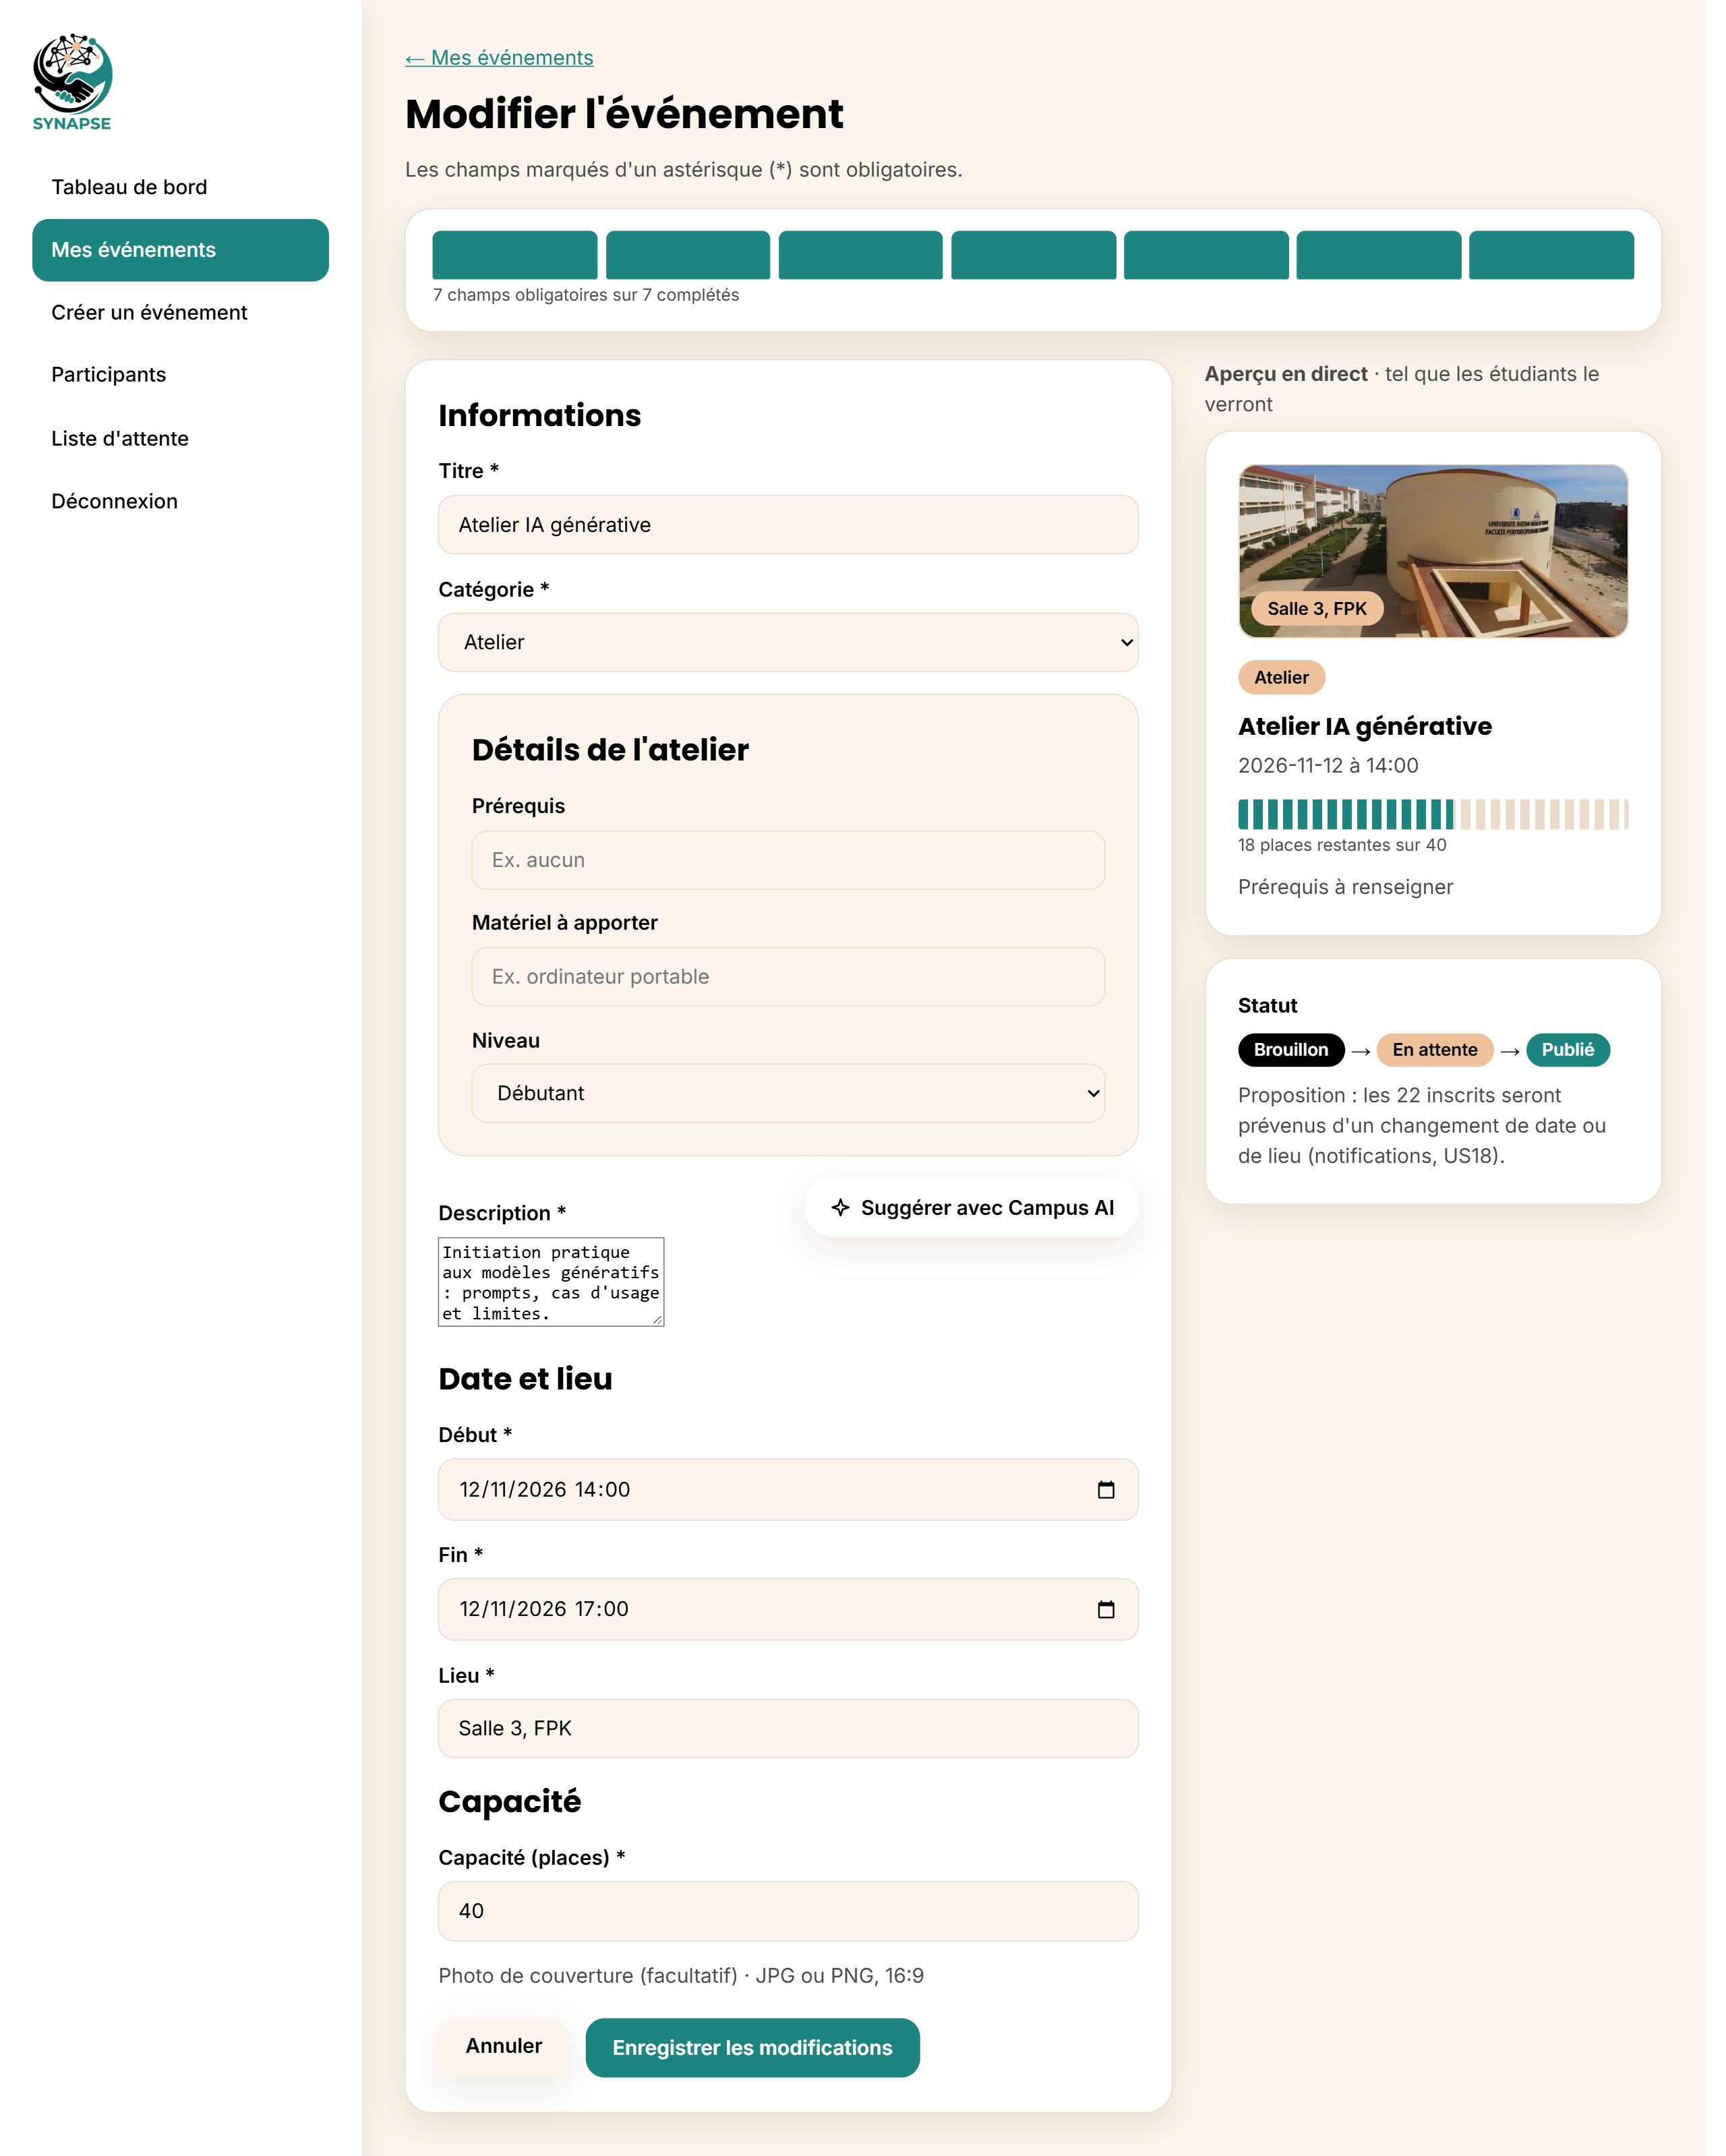 SYNAPSE
Tableau de bord
Mes événements
Créer un événement
Participants
Liste d'attente
Déconnexion
← Mes événements
Modifier l'événement
Les champs marqués d'un astérisque (*) sont obligatoires.
7 champs obligatoires sur 7 complétés
Informations
Titre *
Atelier IA générative
Catégorie *
Atelier
Détails de l'atelier
Prérequis
Ex. aucun
Matériel à apporter
Ex. ordinateur portable
Niveau
Débutant
Description *
Suggérer avec Campus AI
Initiation pratique
aux modèles génératifs
: prompts, cas d'usage
et limites.
Date et lieu
Début *
12/11/2026 14:00
Fin *
12/11/2026 17:00
Lieu *
Salle 3, FPK
Capacité
Capacité (places) *
40
Photo de couverture (facultatif) · JPG ou PNG, 16:9
Annuler
Enregistrer les modifications
Aperçu en direct · tel que les étudiants le
verront
Salle 3, FPK
Atelier
Atelier IA générative
2026-11-12 à 14:00
18 places restantes sur 40
Prérequis à renseigner
Statut
Brouillon → En attente → Publié
Proposition : les 22 inscrits seront
prévenus d'un changement de date ou
de lieu (notifications, US18).